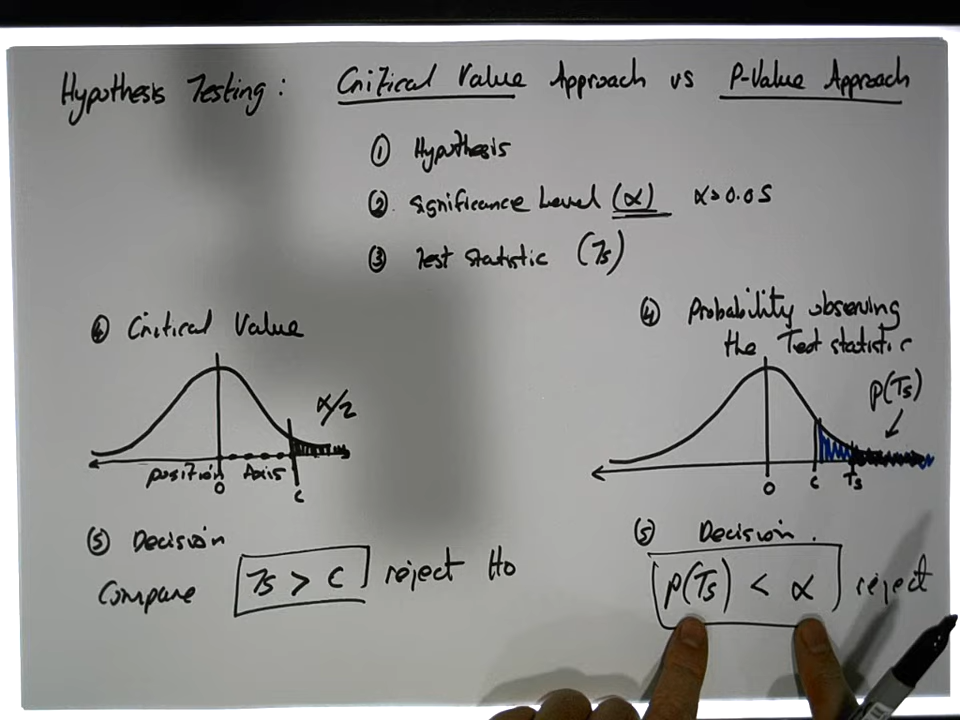 Hypothesis Testing: Critical Value Approach vs P-Value Approach
① Hypothesis
② Significance Level (α) α=0.05
③ Test Statistic (Ts)
④ Critical Value
α/2
position Axis
0
C
⑤ Decision
Compare Ts > C reject Ho
④ Probability observing
the Test statistic
P(Ts)
0 C Ts
⑤ Decision.
P(Ts) < α reject